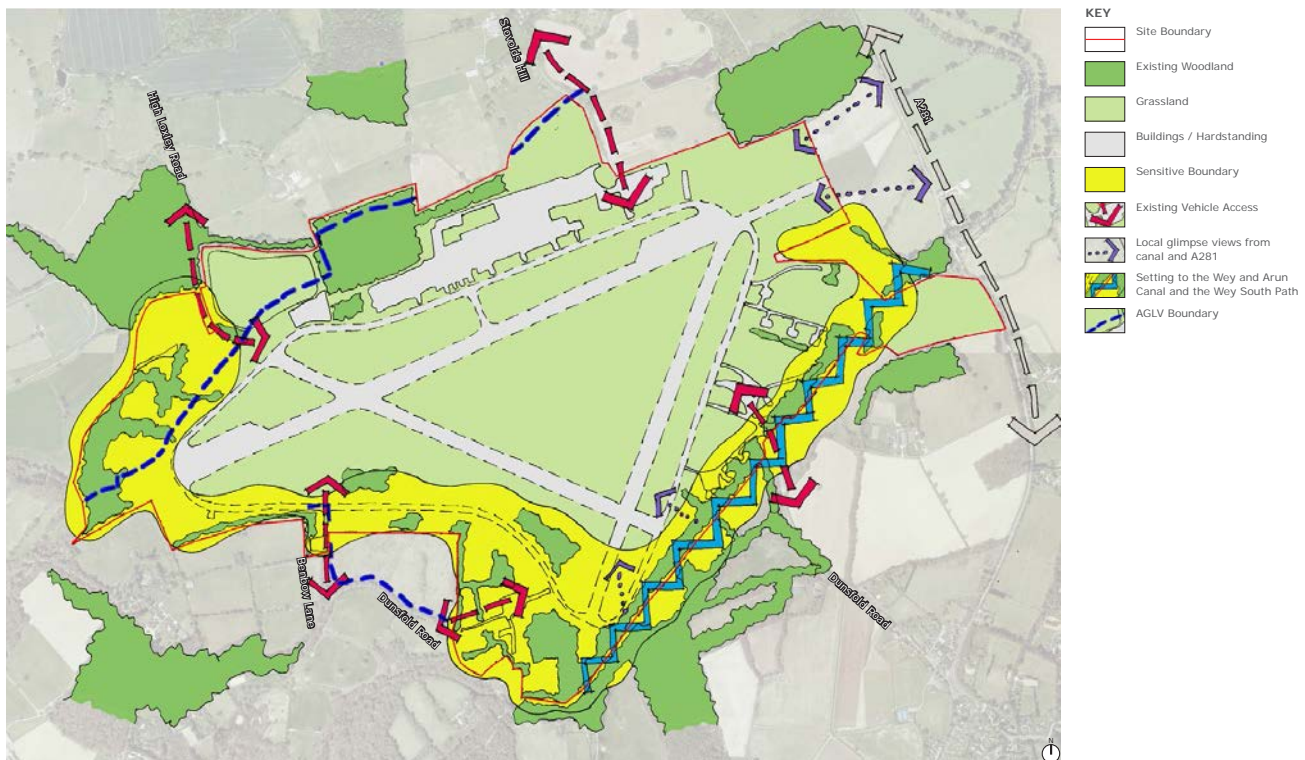 Stovolds Hill
High Loxley Road
A281
Benbow Lane
Dunsfold Road
Dunsfold Road
N
KEY
Site Boundary
Existing Woodland
Grassland
Buildings / Hardstanding
Sensitive Boundary
Existing Vehicle Access
Local glimpse views from
canal and A281
Setting to the Wey and Arun
Canal and the Wey South Path
AGLV Boundary